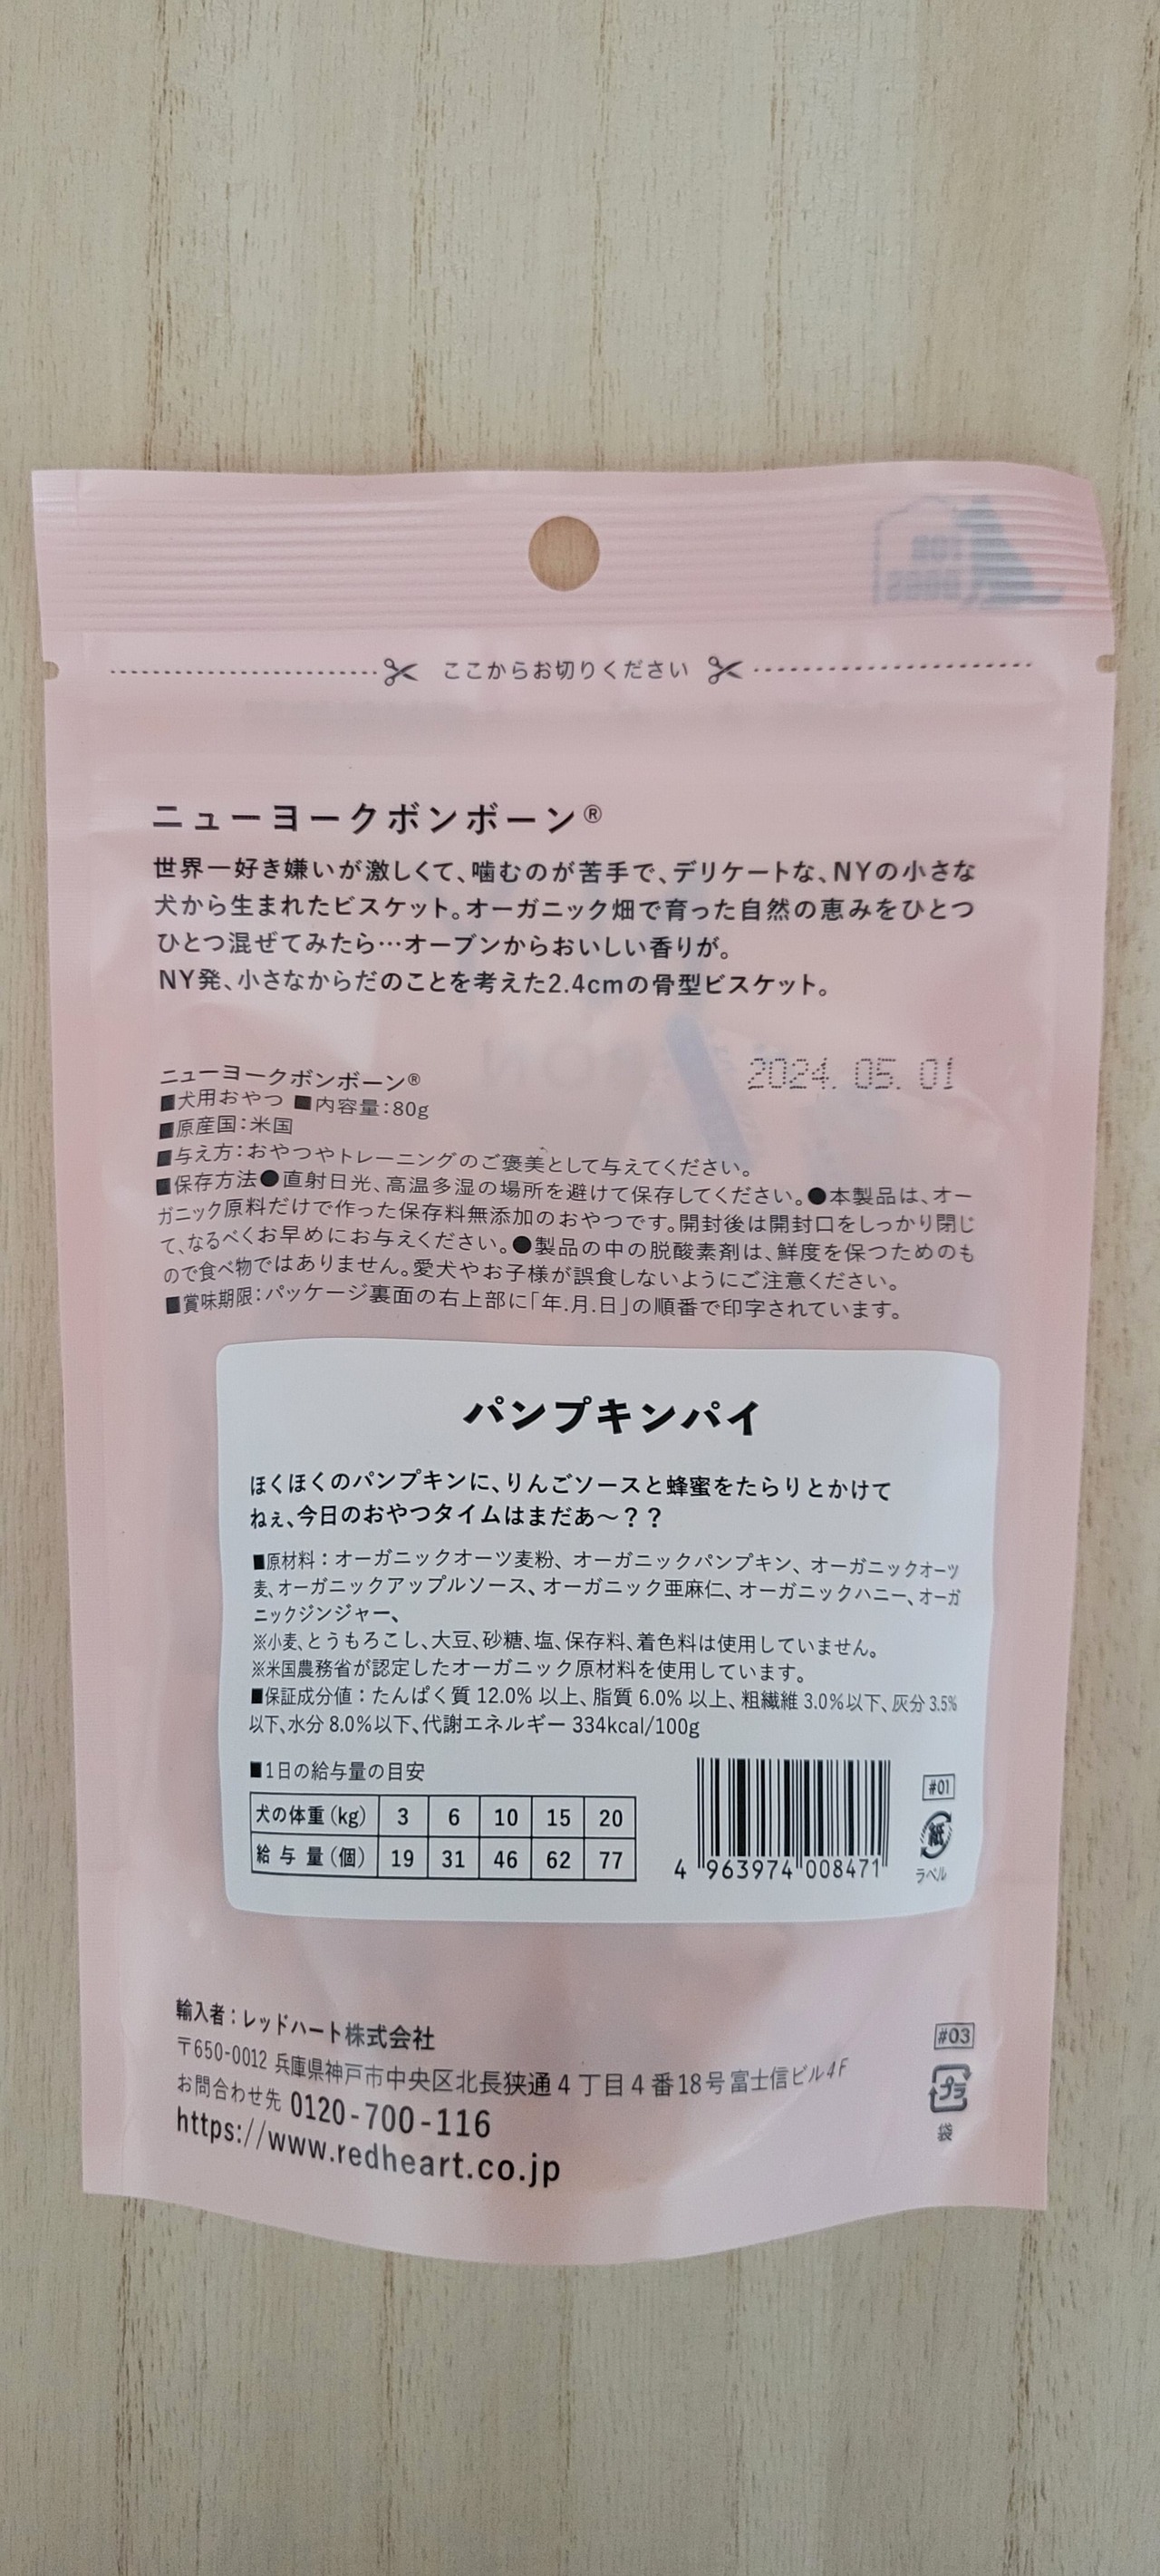 ここからお切りください
ニューヨークボンボーン®
世界一好き嫌いが激しくて、噛むのが苦手で、デリケートな、NYの小さな
犬から生まれたビスケット。オーガニック畑で育った自然の恵みをひとつ
ひとつ混ぜてみたら…オーブンからおいしい香りが。
NY発、小さなからだのことを考えた2.4cmの骨型ビスケット。
2024. 05. 01
ニューヨークボンボーン®
■犬用おやつ ■内容量:80g
■原産国:米国
■与え方:おやつやトレーニングのご褒美として与えてください。
■保存方法●直射日光、高温多湿の場所を避けて保存してください。●本製品は、オー
ガニック原料だけで作った保存料無添加のおやつです。開封後は開封口をしっかり閉じ
て、なるべくお早めにお与えください。●製品の中の脱酸素剤は、鮮度を保つためのも
ので食べ物ではありません。愛犬やお子様が誤食しないようにご注意ください。
■賞味期限:パッケージ裏面の右上部に「年.月.日」の順番で印字されています。
パンプキンパイ
ほくほくのパンプキンに、りんごソースと蜂蜜をたらりとかけて
ねぇ、今日のおやつタイムはまだあ〜??
■原材料:オーガニックオーツ麦粉、オーガニックパンプキン、オーガニックオーツ
麦、オーガニックアップルソース、オーガニック亜麻仁、オーガニックハニー、オーガ
ニックジンジャー、
※小麦、とうもろこし、大豆、砂糖、塩、保存料、着色料は使用していません。
※米国農務省が認定したオーガニック原材料を使用しています。
■保証成分値:たんぱく質 12.0% 以上、脂質 6.0% 以上、粗繊維 3.0%以下、灰分 3.5%
以下、水分 8.0%以下、代謝エネルギー 334kcal/100g
■1日の給与量の目安
犬の体重(kg) 3 6 10 15 20
給与量(個) 19 31 46 62 77
4 963974 008471
#01
紙
ラベル
輸入者:レッドハート株式会社
〒650-0012 兵庫県神戸市中央区北長狭通4丁目4番18号富士信ビル4F
お問合わせ先 0120-700-116
https://www.redheart.co.jp
#03
プラ
袋